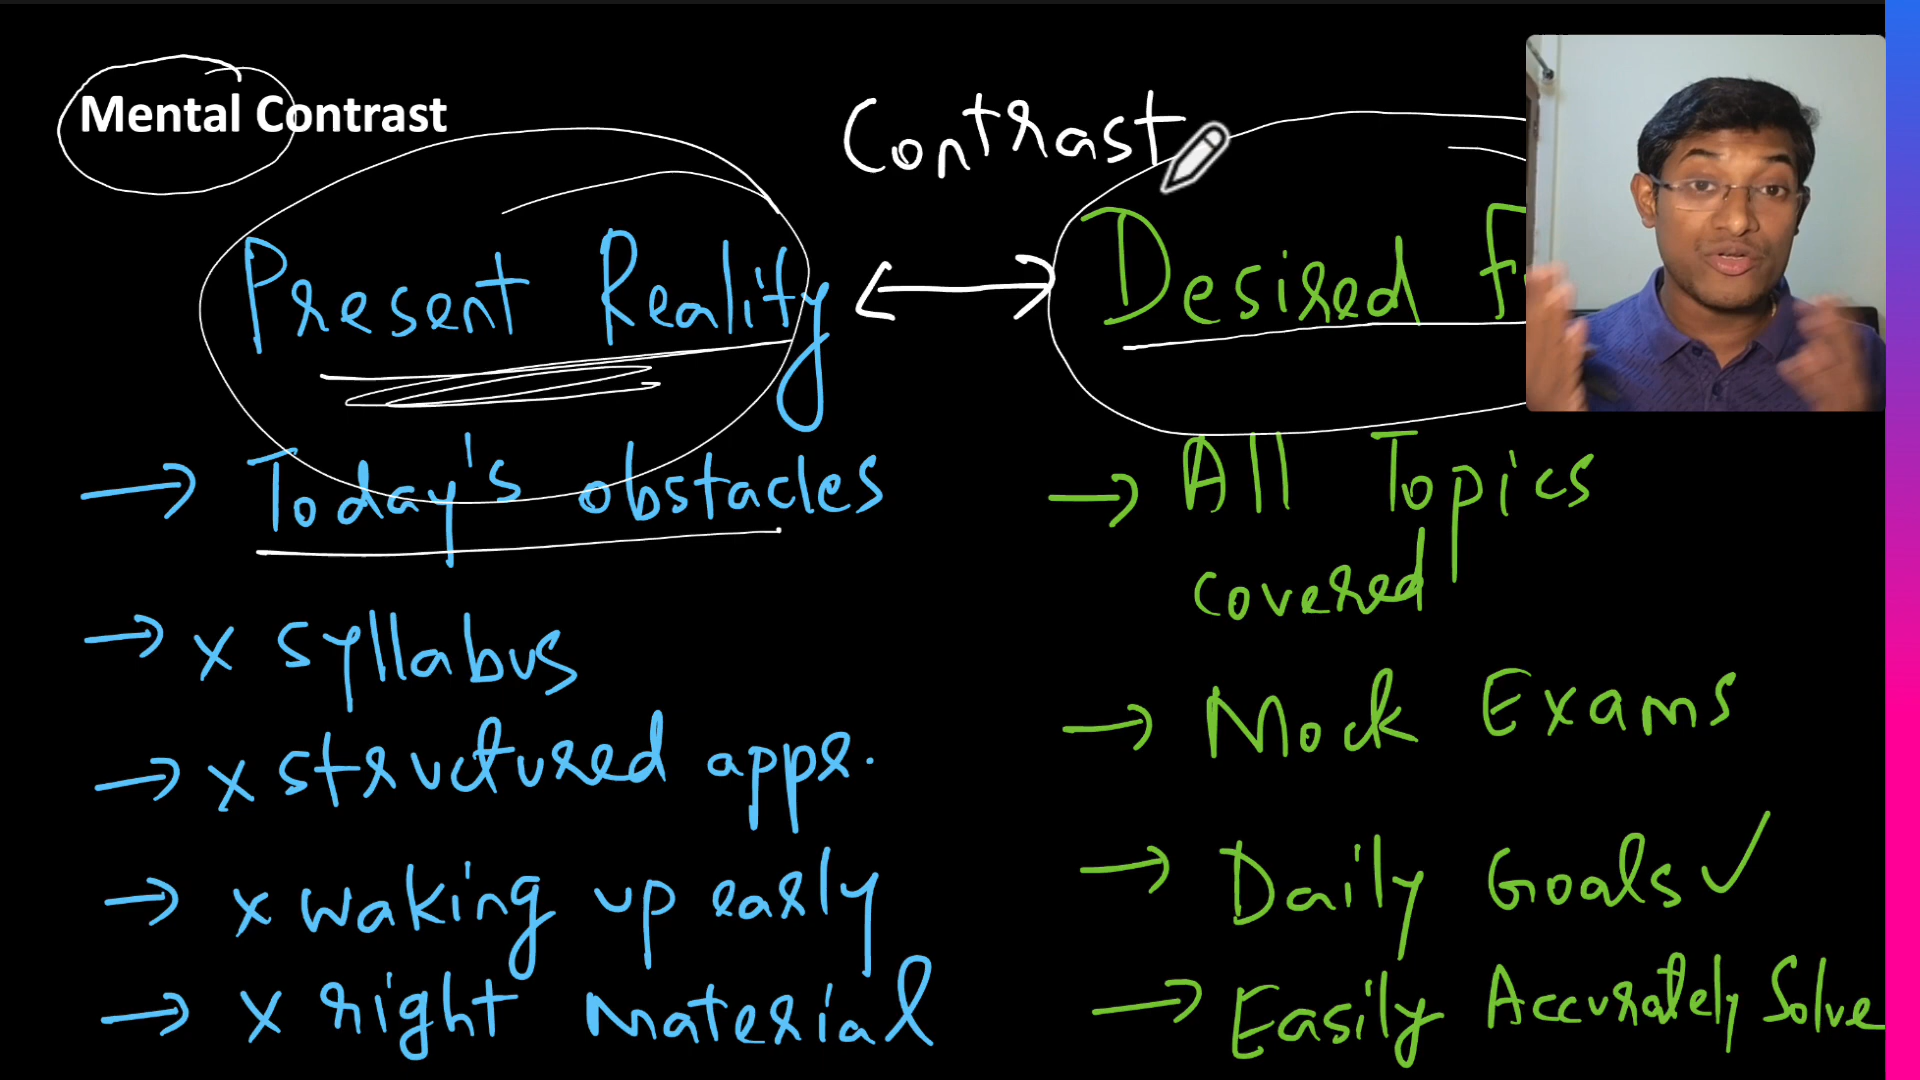 Mental Contrast
Contrast
Present Reality
Desired
Today's obstacles
x syllabus
x structured appr.
x waking up early
x right material
All Topics
covered
Mock Exams
Daily Goals ✓
Easily Accurately Solve